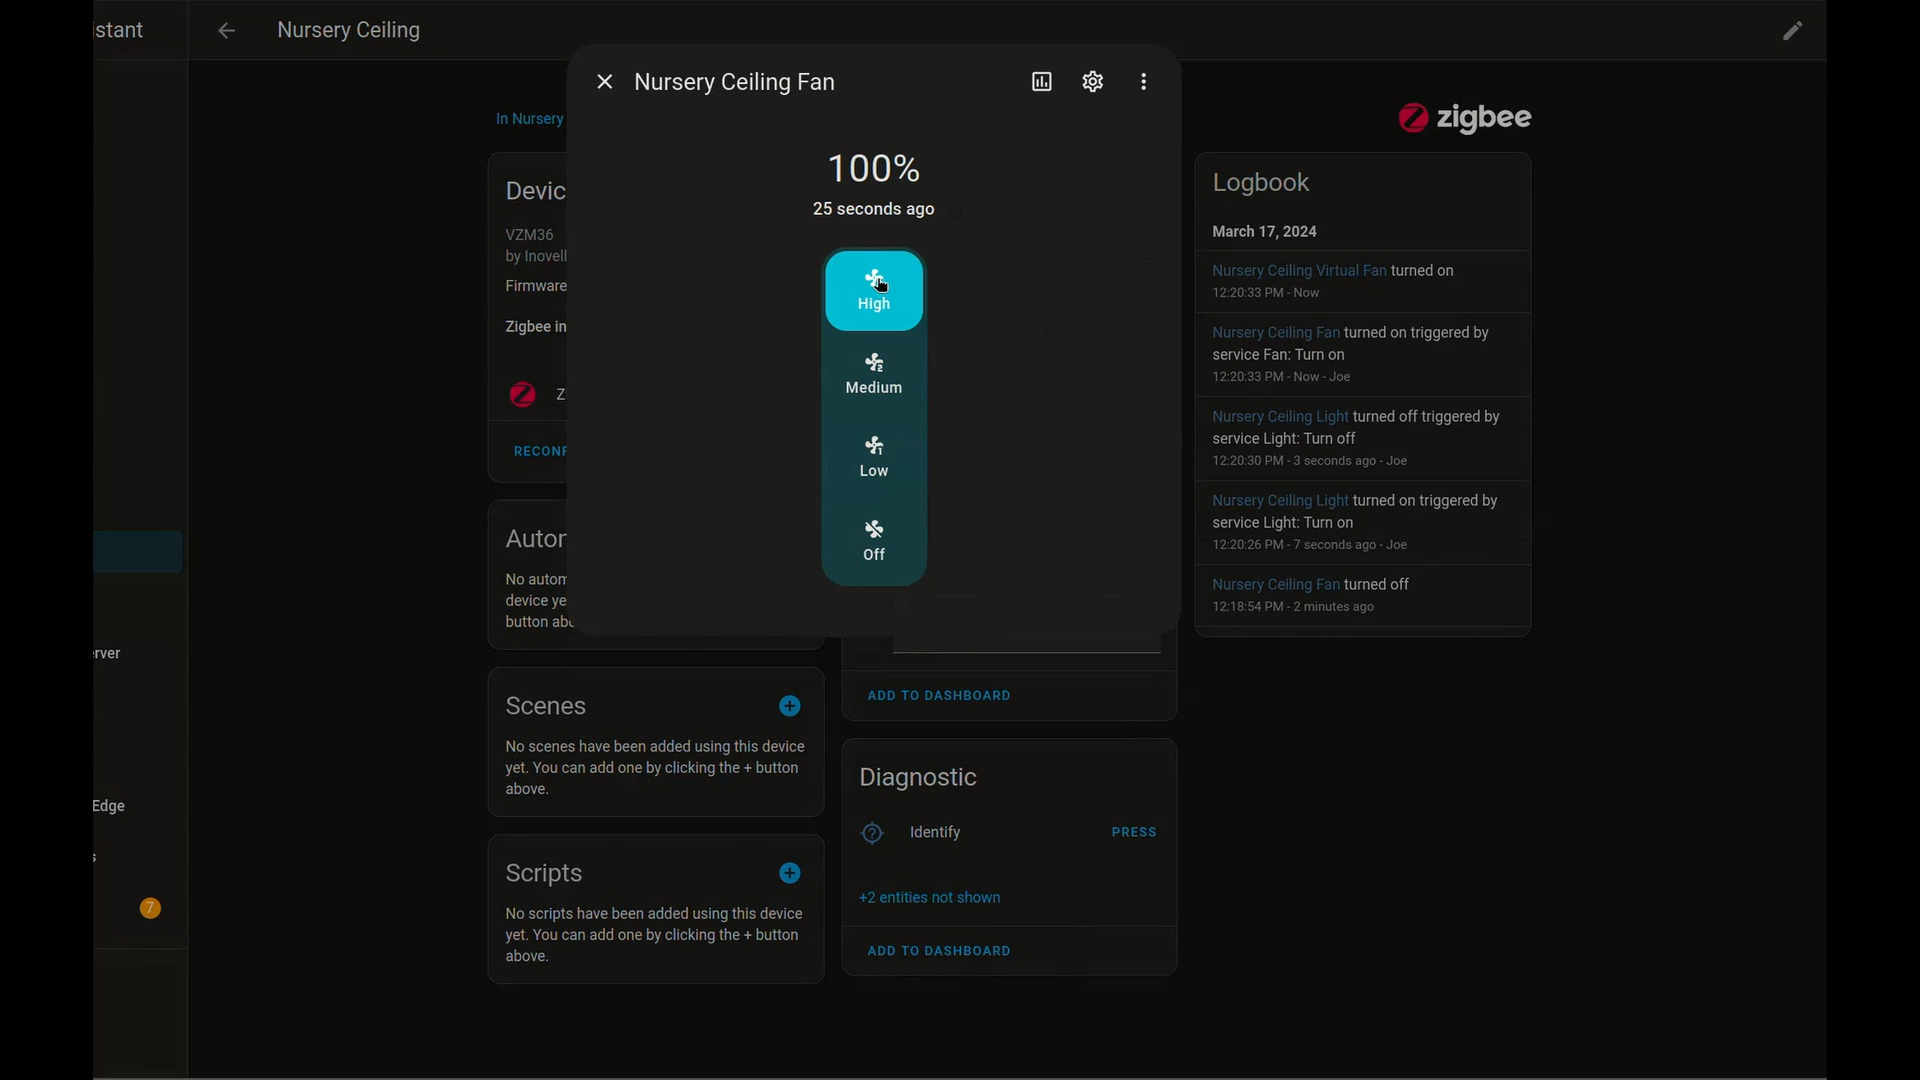 istant
Nursery Ceiling
Nursery Ceiling Fan
100%
25 seconds ago
High
Medium
Low
Off
In Nursery
Devic
VZM36
by Inovell
Firmware
Zigbee in
Z
RECONF
Autor
No autom
device ye
button abo
Scenes
No scenes have been added using this device
yet. You can add one by clicking the + button
above.
Scripts
No scripts have been added using this device
yet. You can add one by clicking the + button
above.
ADD TO DASHBOARD
Diagnostic
Identify
PRESS
+2 entities not shown
ADD TO DASHBOARD
zigbee
Logbook
March 17, 2024
Nursery Ceiling Virtual Fan turned on
12:20:33 PM - Now
Nursery Ceiling Fan turned on triggered by
service Fan: Turn on
12:20:33 PM - Now - Joe
Nursery Ceiling Light turned off triggered by
service Light: Turn off
12:20:30 PM - 3 seconds ago - Joe
Nursery Ceiling Light turned on triggered by
service Light: Turn on
12:20:26 PM - 7 seconds ago - Joe
Nursery Ceiling Fan turned off
12:18:54 PM - 2 minutes ago
erver
Edge
s
7